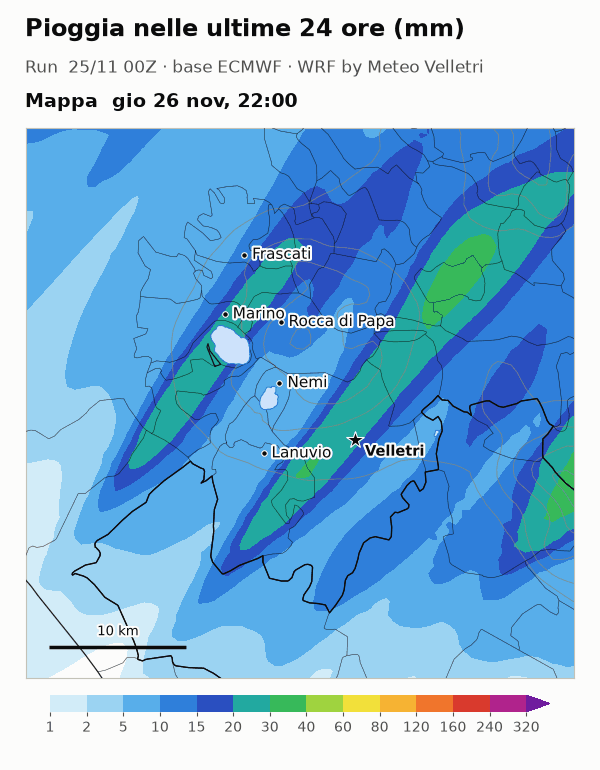 Pioggia nelle ultime 24 ore (mm)
Run  25/11 00Z · base ECMWF · WRF by Meteo Velletri
Mappa  gio 26 nov, 22:00
Frascati
Marino
Rocca di Papa
Nemi
Velletri
Lanuvio
10 km
1 2 5 10 15 20 30 40 60 80 120 160 240 320